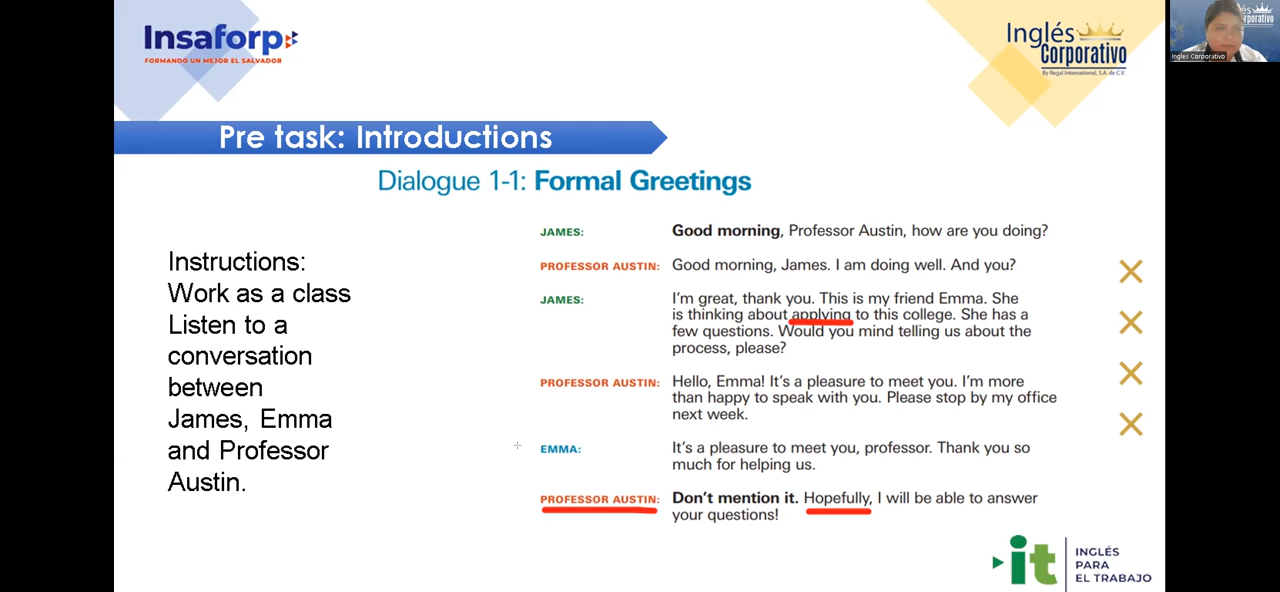 Insaforp
FORMANDO UN MEJOR EL SALVADOR
Inglés
Corporativo
By Regal International, S.A. de C.V.
Ingles Corporativo
Pre task: Introductions
Dialogue 1-1: Formal Greetings
Instructions:
Work as a class
Listen to a
conversation
between
James, Emma
and Professor
Austin.
JAMES: Good morning, Professor Austin, how are you doing?
PROFESSOR AUSTIN: Good morning, James. I am doing well. And you?
JAMES: I'm great, thank you. This is my friend Emma. She
is thinking about applying to this college. She has a
few questions. Would you mind telling us about the
process, please?
PROFESSOR AUSTIN: Hello, Emma! It's a pleasure to meet you. I'm more
than happy to speak with you. Please stop by my office
next week.
EMMA: It's a pleasure to meet you, professor. Thank you so
much for helping us.
PROFESSOR AUSTIN: Don't mention it. Hopefully, I will be able to answer
your questions!
it
INGLÉS
PARA
EL TRABAJO